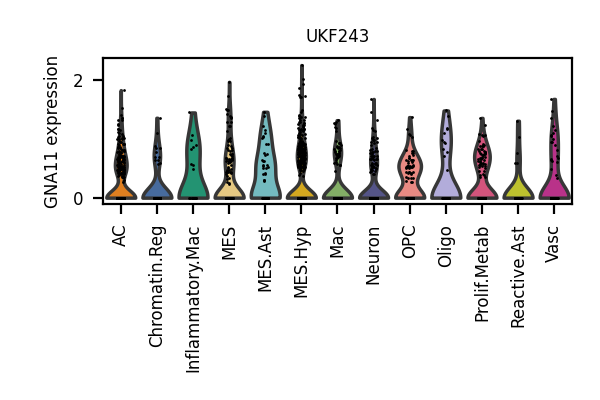 UKF243
GNA11 expression
2
0
AC
Chromatin.Reg
Inflammatory.Mac
MES
MES.Ast
MES.Hyp
Mac
Neuron
OPC
Oligo
Prolif.Metab
Reactive.Ast
Vasc